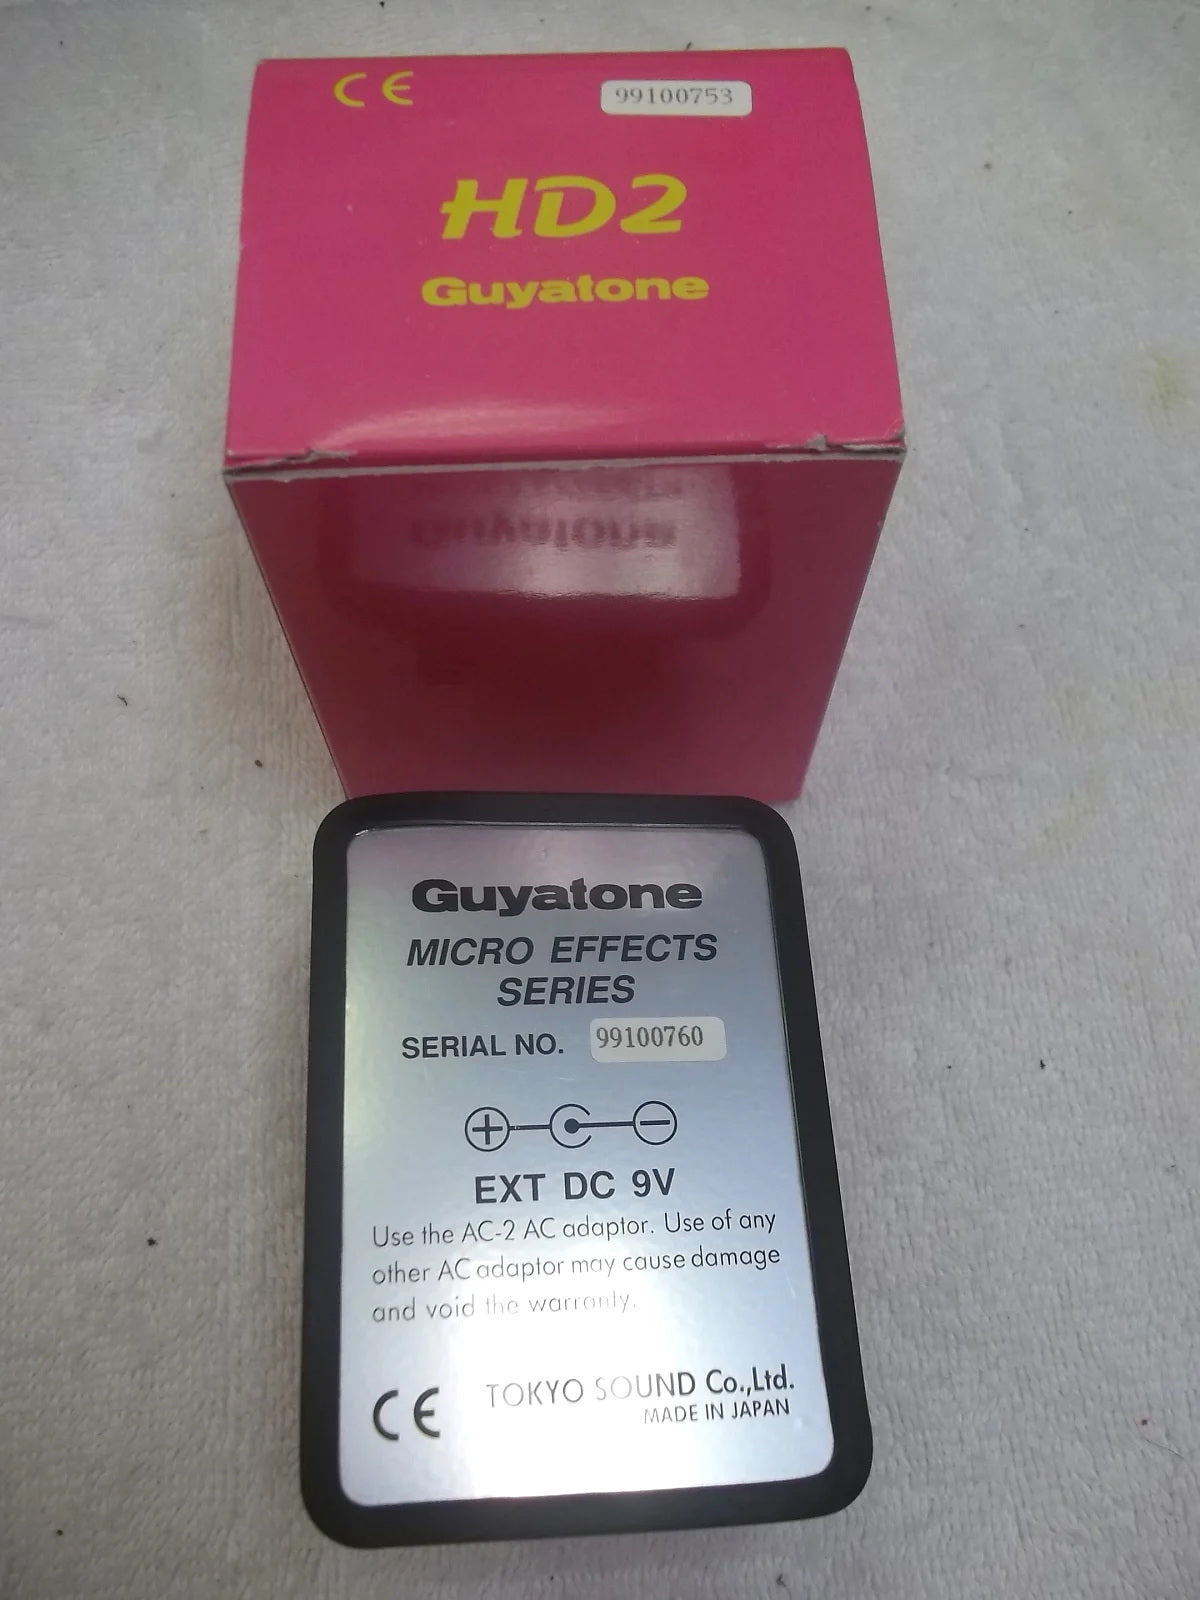 CE
99100753
HD2
Guyatone
Guyatone
Guyatone
MICRO EFFECTS
SERIES
SERIAL NO. 99100760
EXT DC 9V
Use the AC-2 AC adaptor. Use of any
other AC adaptor may cause damage
and void the warranty.
CE
TOKYO SOUND Co.,Ltd.
MADE IN JAPAN